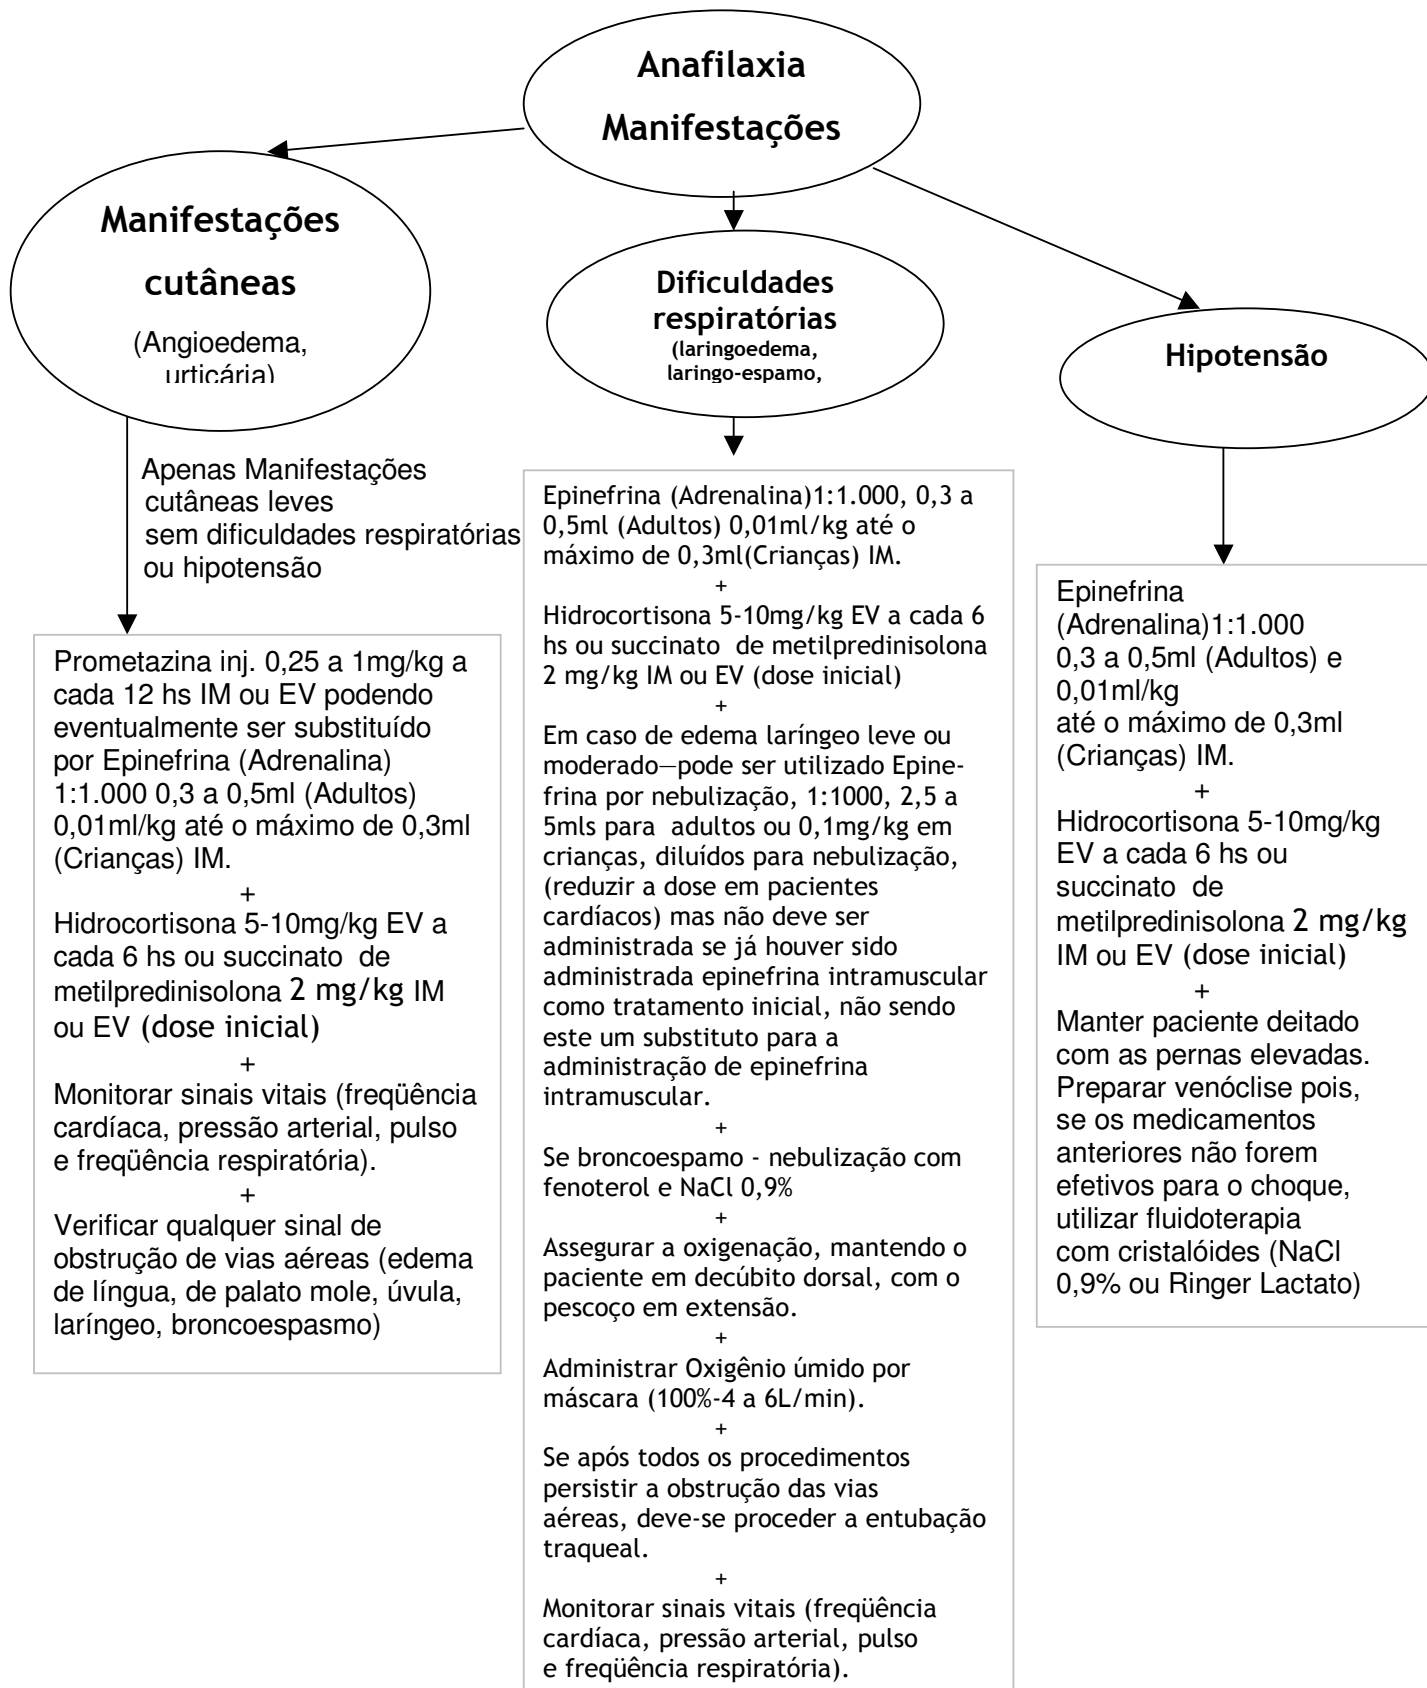 Anafilaxia
Manifestações
Manifestações
cutâneas
(Angioedema,
urticária)
Apenas Manifestações
cutâneas leves
sem dificuldades respiratórias
ou hipotensão
Prometazina inj. 0,25 a 1mg/kg a
cada 12 hs IM ou EV podendo
eventualmente ser substituído
por Epinefrina (Adrenalina)
1:1.000 0,3 a 0,5ml (Adultos)
0,01ml/kg até o máximo de 0,3ml
(Crianças) IM.
+
Hidrocortisona 5-10mg/kg EV a
cada 6 hs ou succinato de
metilpredinisolona 2 mg/kg IM
ou EV (dose inicial)
+
Monitorar sinais vitais (freqüência
cardíaca, pressão arterial, pulso
e freqüência respiratória).
+
Verificar qualquer sinal de
obstrução de vias aéreas (edema
de língua, de palato mole, úvula,
laríngeo, broncoespasmo)
Dificuldades
respiratórias
(laringoedema,
laringo-espamo,
Epinefrina (Adrenalina)1:1.000, 0,3 a
0,5ml (Adultos) 0,01ml/kg até o
máximo de 0,3ml(Crianças) IM.
+
Hidrocortisona 5-10mg/kg EV a cada 6
hs ou succinato de metilpredinisolona
2 mg/kg IM ou EV (dose inicial)
+
Em caso de edema laríngeo leve ou
moderado—pode ser utilizado Epine-
frina por nebulização, 1:1000, 2,5 a
5mls para adultos ou 0,1mg/kg em
crianças, diluídos para nebulização,
(reduzir a dose em pacientes
cardíacos) mas não deve ser
administrada se já houver sido
administrada epinefrina intramuscular
como tratamento inicial, não sendo
este um substituto para a
administração de epinefrina
intramuscular.
+
Se broncoespamo - nebulização com
fenoterol e NaCl 0,9%
+
Assegurar a oxigenação, mantendo o
paciente em decúbito dorsal, com o
pescoço em extensão.
+
Administrar Oxigênio úmido por
máscara (100%-4 a 6L/min).
+
Se após todos os procedimentos
persistir a obstrução das vias
aéreas, deve-se proceder a entubação
traqueal.
+
Monitorar sinais vitais (freqüência
cardíaca, pressão arterial, pulso
e freqüência respiratória).
Hipotensão
Epinefrina
(Adrenalina)1:1.000
0,3 a 0,5ml (Adultos) e
0,01ml/kg
até o máximo de 0,3ml
(Crianças) IM.
+
Hidrocortisona 5-10mg/kg
EV a cada 6 hs ou
succinato de
metilpredinisolona 2 mg/kg
IM ou EV (dose inicial)
+
Manter paciente deitado
com as pernas elevadas.
Preparar venóclise pois,
se os medicamentos
anteriores não forem
efetivos para o choque,
utilizar fluidoterapia
com cristalóides (NaCl
0,9% ou Ringer Lactato)